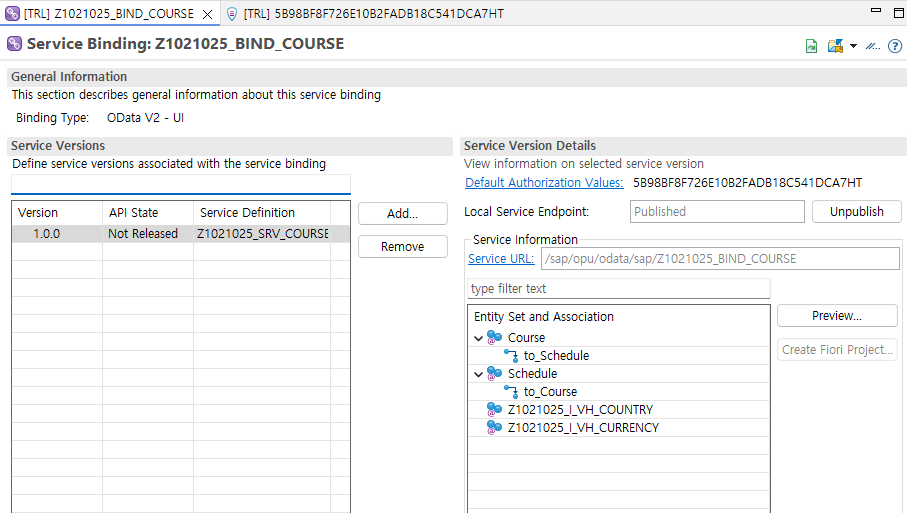 [TRL] Z1021025_BIND_COURSE
[TRL] 5B98BF8F726E10B2FADB18C541DCA7HT
Service Binding: Z1021025_BIND_COURSE
General Information
This section describes general information about this service binding
Binding Type: OData V2 - UI
Service Versions
Define service versions associated with the service binding
Version API State Service Definition
1.0.0 Not Released Z1021025_SRV_COURSE
Add...
Remove
Service Version Details
View information on selected service version
Default Authorization Values: 5B98BF8F726E10B2FADB18C541DCA7HT
Local Service Endpoint: Published Unpublish
Service Information
Service URL: /sap/opu/odata/sap/Z1021025_BIND_COURSE
type filter text
Entity Set and Association
Course
to_Schedule
Schedule
to_Course
Z1021025_I_VH_COUNTRY
Z1021025_I_VH_CURRENCY
Preview...
Create Fiori Project...